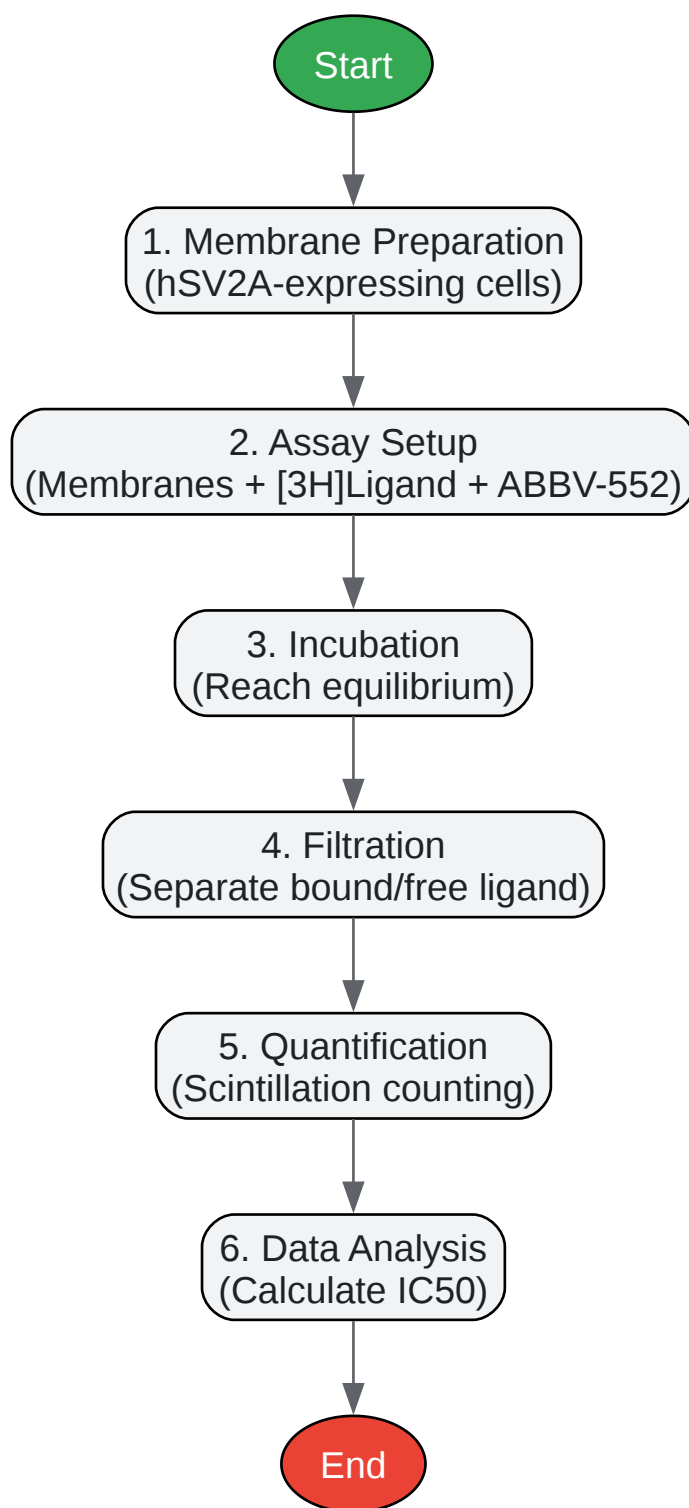 Start
1. Membrane Preparation
(hSV2A-expressing cells)
2. Assay Setup
(Membranes + [3H]Ligand + ABBV-552)
3. Incubation
(Reach equilibrium)
4. Filtration
(Separate bound/free ligand)
5. Quantification
(Scintillation counting)
6. Data Analysis
(Calculate IC50)
End